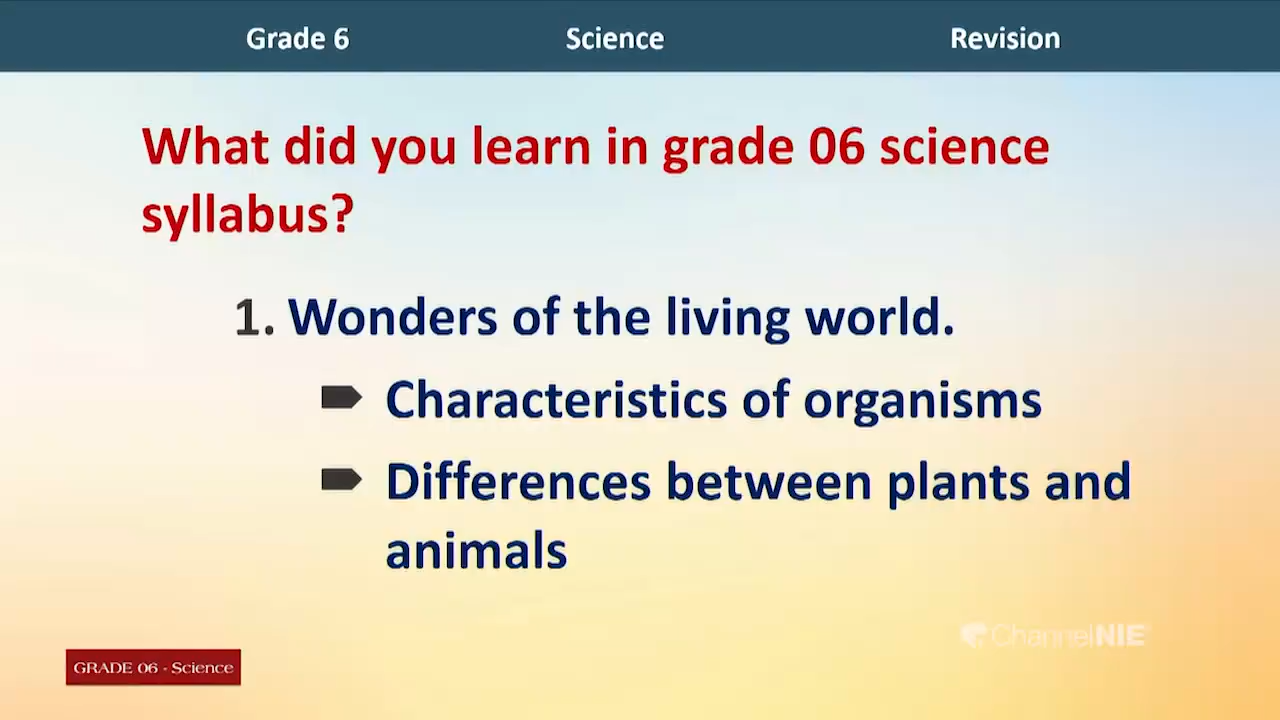 Grade 6 Science Revision
What did you learn in grade 06 science
syllabus?
1. Wonders of the living world.
Characteristics of organisms
Differences between plants and
animals
ChannelNIE
GRADE 06 - Science